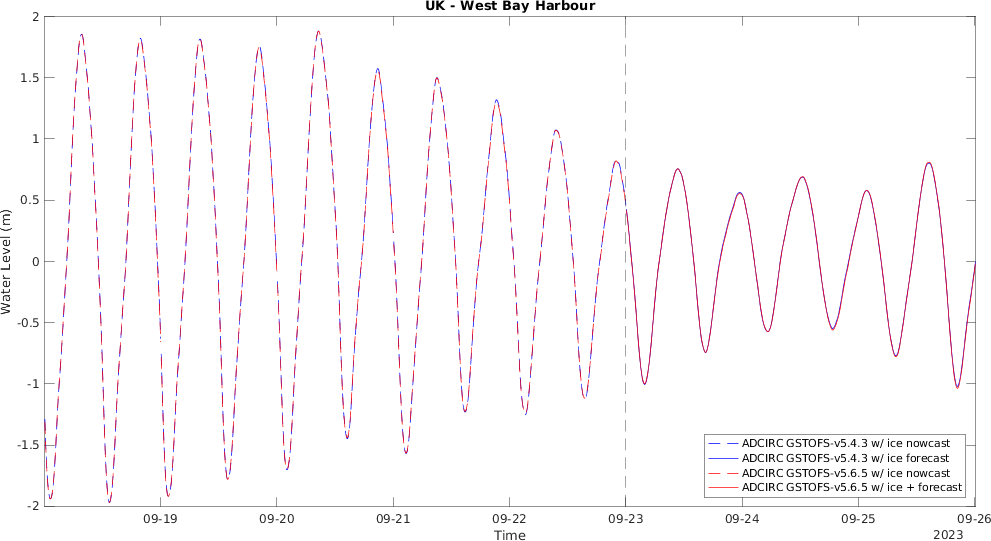 UK - West Bay Harbour
2
1.5
1
0.5
0
-0.5
-1
-1.5
-2
Water Level (m)
ADCIRC GSTOFS-v5.4.3 w/ ice nowcast
ADCIRC GSTOFS-v5.4.3 w/ ice forecast
ADCIRC GSTOFS-v5.6.5 w/ ice nowcast
ADCIRC GSTOFS-v5.6.5 w/ ice + forecast
09-19 09-20 09-21 09-22 09-23 09-24 09-25 09-26
Time
2023